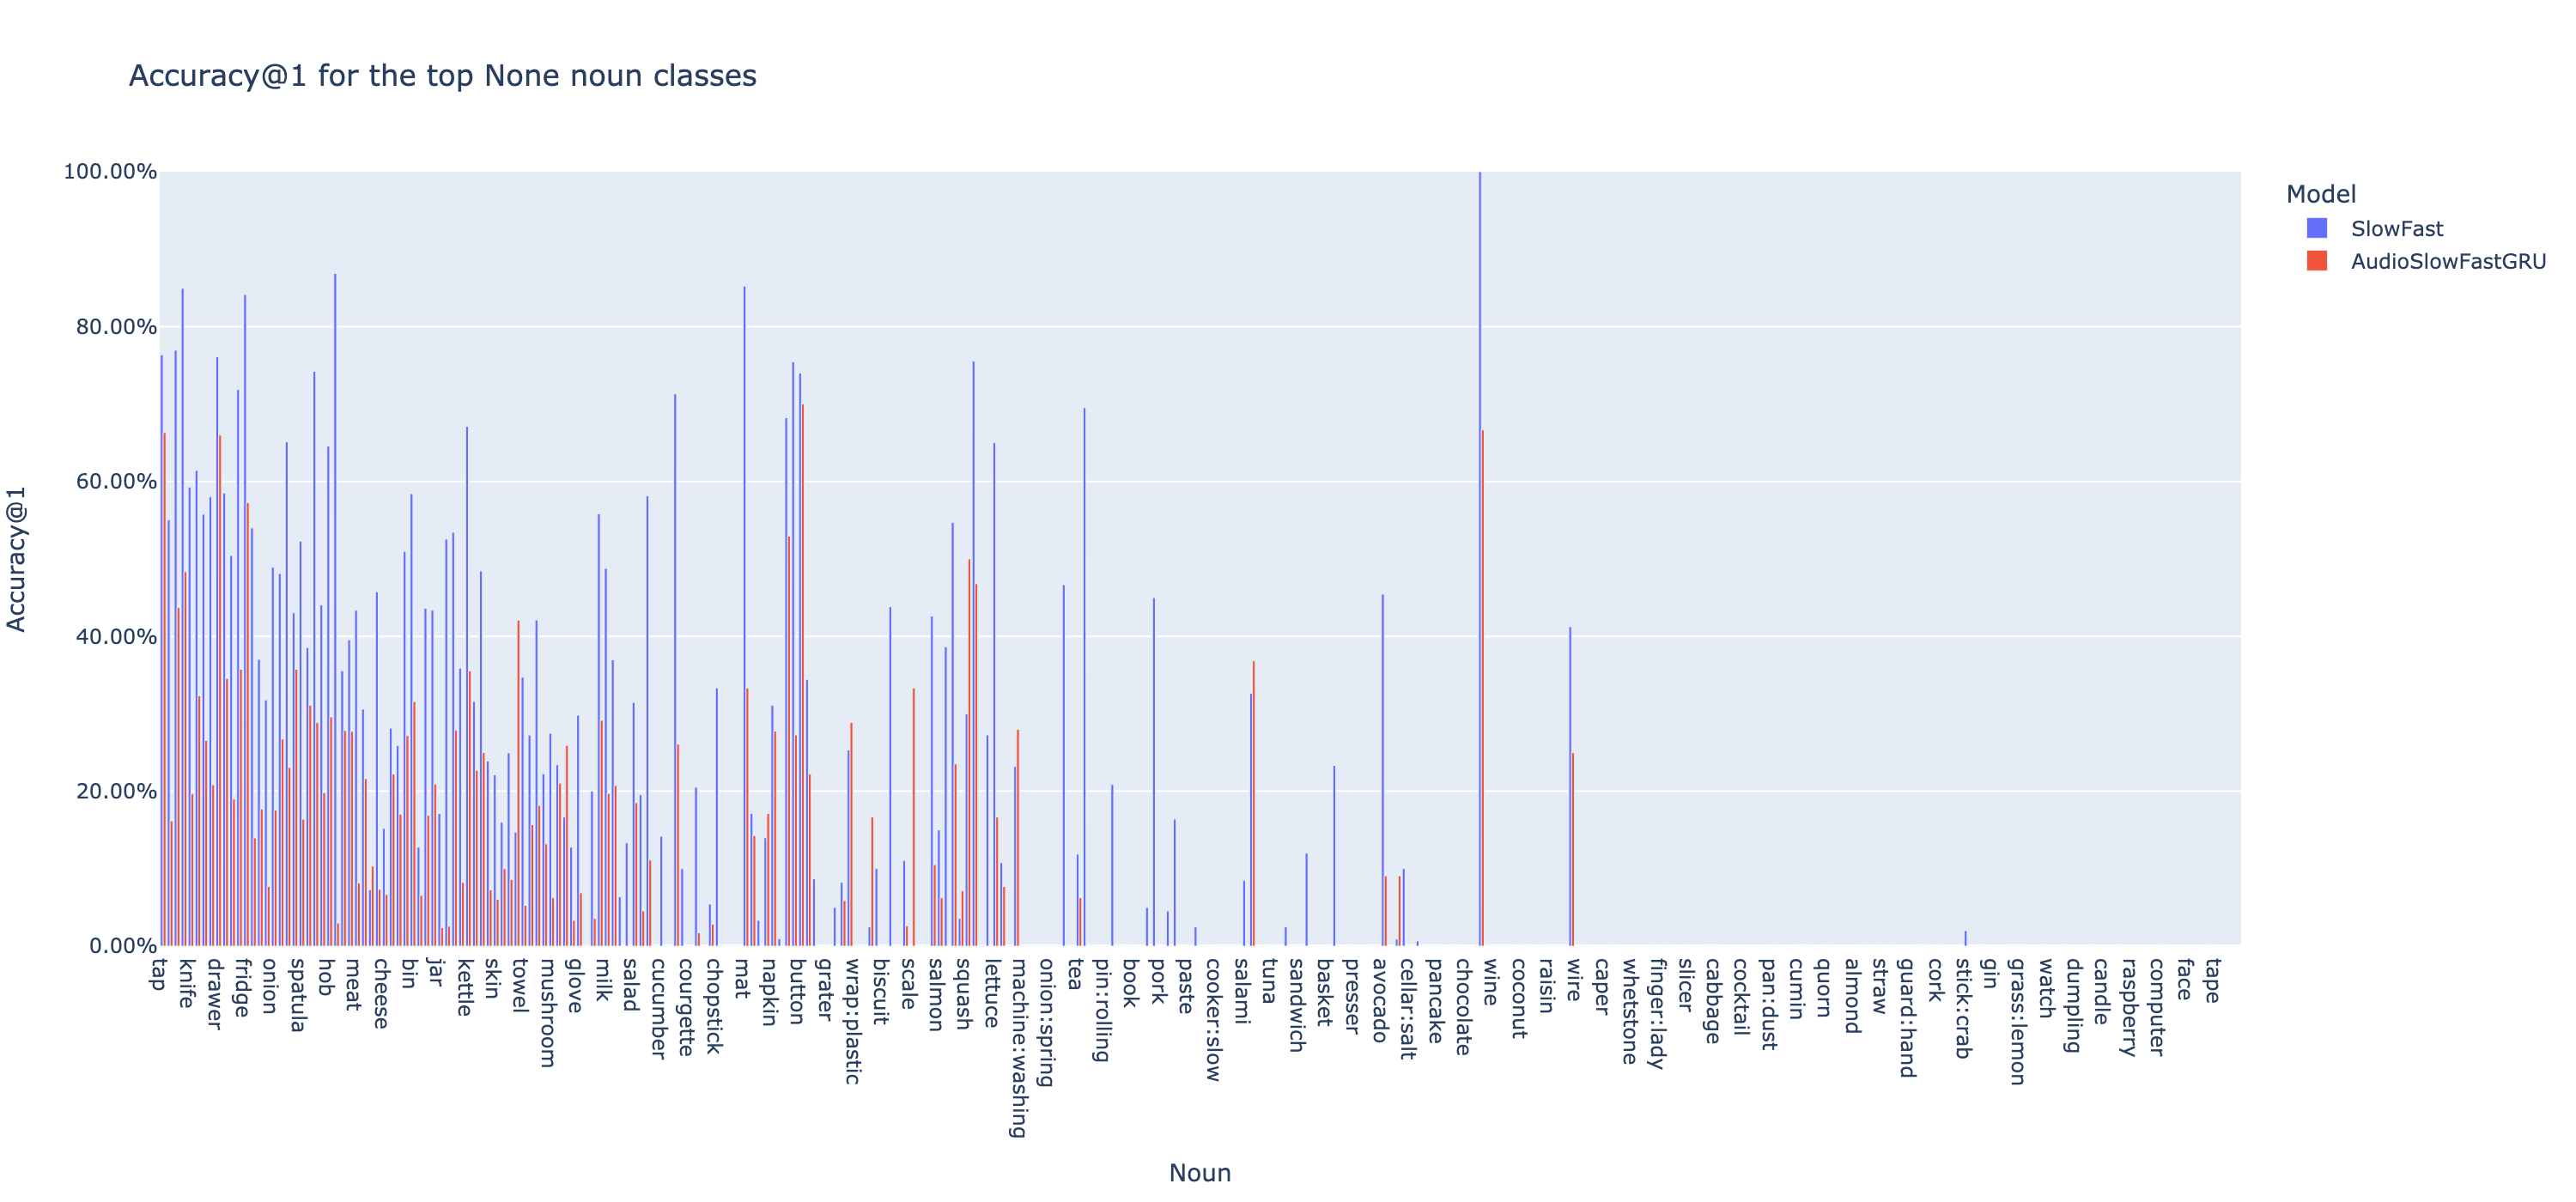 Accuracy@1 for the top None noun classes
100.00%
80.00%
60.00%
40.00%
20.00%
0.00%
Accuracy@1
Model
SlowFast
AudioSlowFastGRU
tap
knife
drawer
fridge
onion
spatula
hob
meat
cheese
bin
jar
kettle
skin
towel
mushroom
glove
milk
salad
cucumber
courgette
chopstick
mat
napkin
button
grater
wrap:plastic
biscuit
scale
salmon
squash
lettuce
machine:washing
onion:spring
tea
pin:rolling
book
pork
paste
cooker:slow
salami
tuna
sandwich
basket
presser
avocado
cellar:salt
pancake
chocolate
wine
coconut
raisin
wire
caper
whetstone
finger:lady
slicer
cabbage
cocktail
pan:dust
cumin
quorn
almond
straw
guard:hand
cork
stick:crab
gin
grass:lemon
watch
dumpling
candle
raspberry
computer
face
tape
Noun